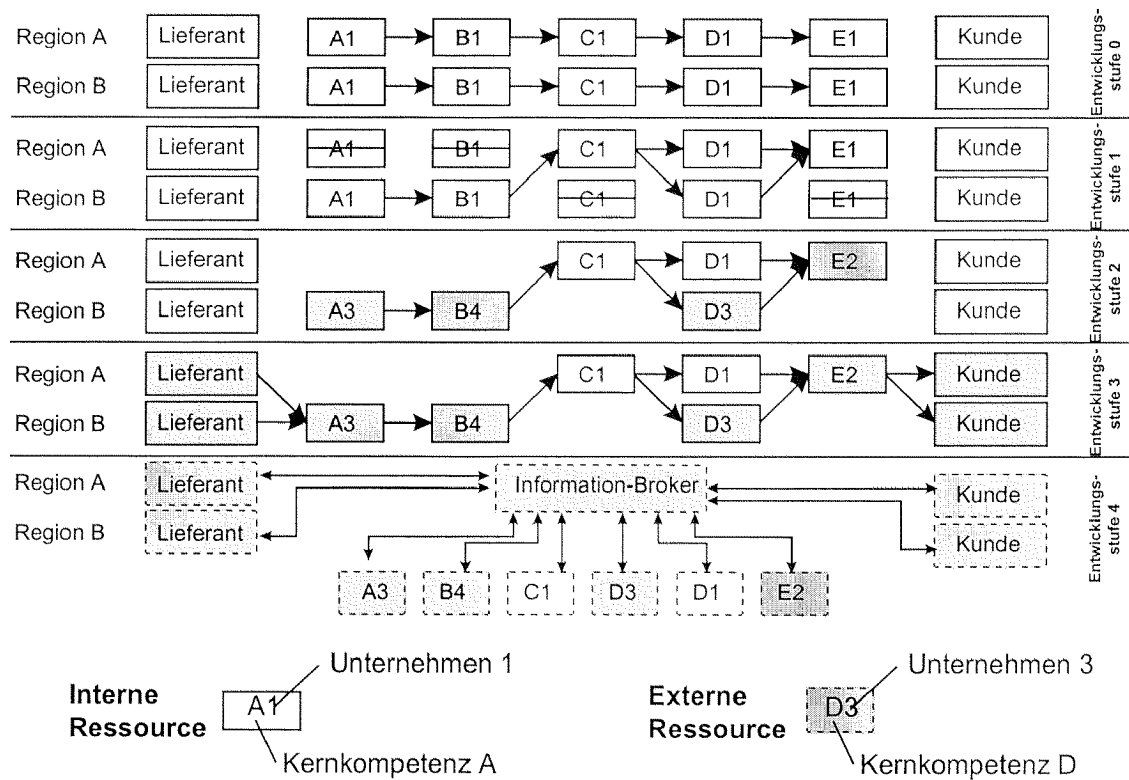 Region A Lieferant A1 B1 C1 D1 E1 Kunde
Region B Lieferant A1 B1 C1 D1 E1 Kunde
Entwicklungs-
stufe 0
Region A Lieferant A1 B1 C1 D1 E1 Kunde
Region B Lieferant A1 B1 C1 D1 E1 Kunde
Entwicklungs-
stufe 1
Region A Lieferant C1 D1 E2 Kunde
Region B Lieferant A3 B4 D3 Kunde
Entwicklungs-
stufe 2
Region A Lieferant C1 D1 E2 Kunde
Region B Lieferant A3 B4 D3 Kunde
Entwicklungs-
stufe 3
Region A Lieferant Information-Broker Kunde
Region B Lieferant Kunde
Entwicklungs-
stufe 4
A3 B4 C1 D3 D1 E2
Unternehmen 1
Interne
Ressource
A1
Kernkompetenz A
Unternehmen 3
Externe
Ressource
D3
Kernkompetenz D